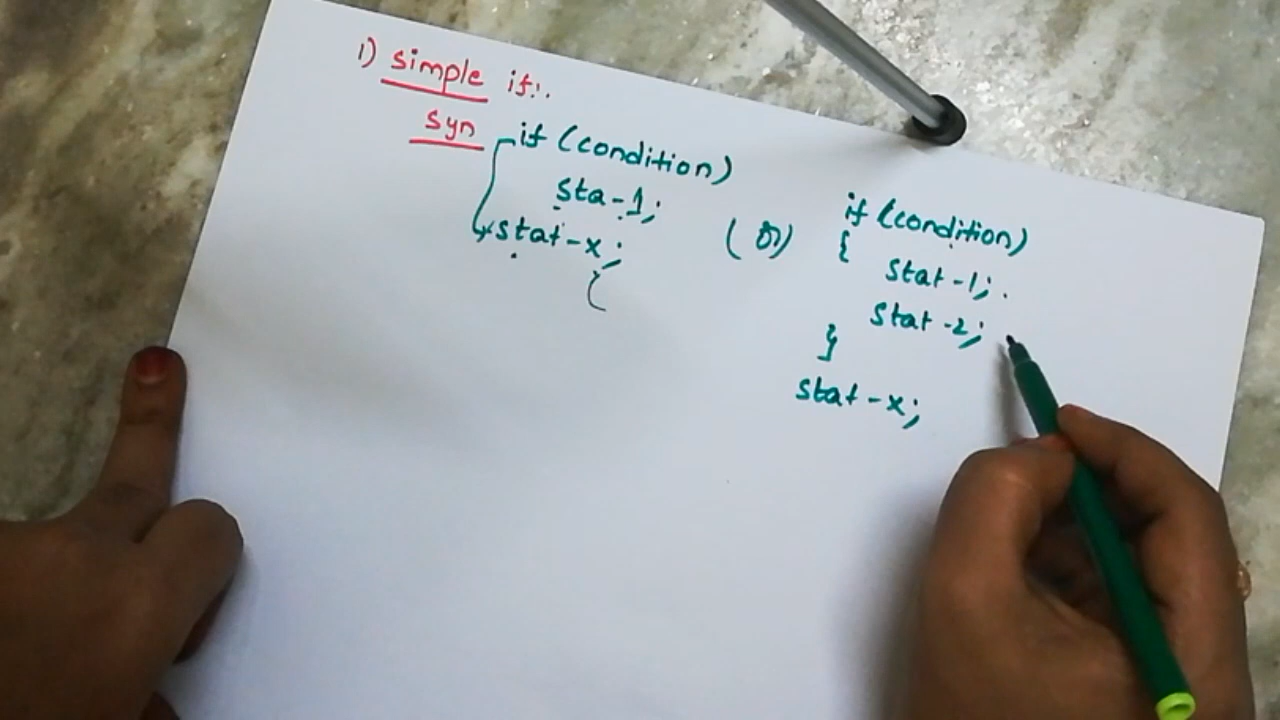 1) simple if:.
syn if (condition)
sta-1;
stat-x;
(or)
if (condition)
{
stat-1;.
stat-2;
}
stat-x;